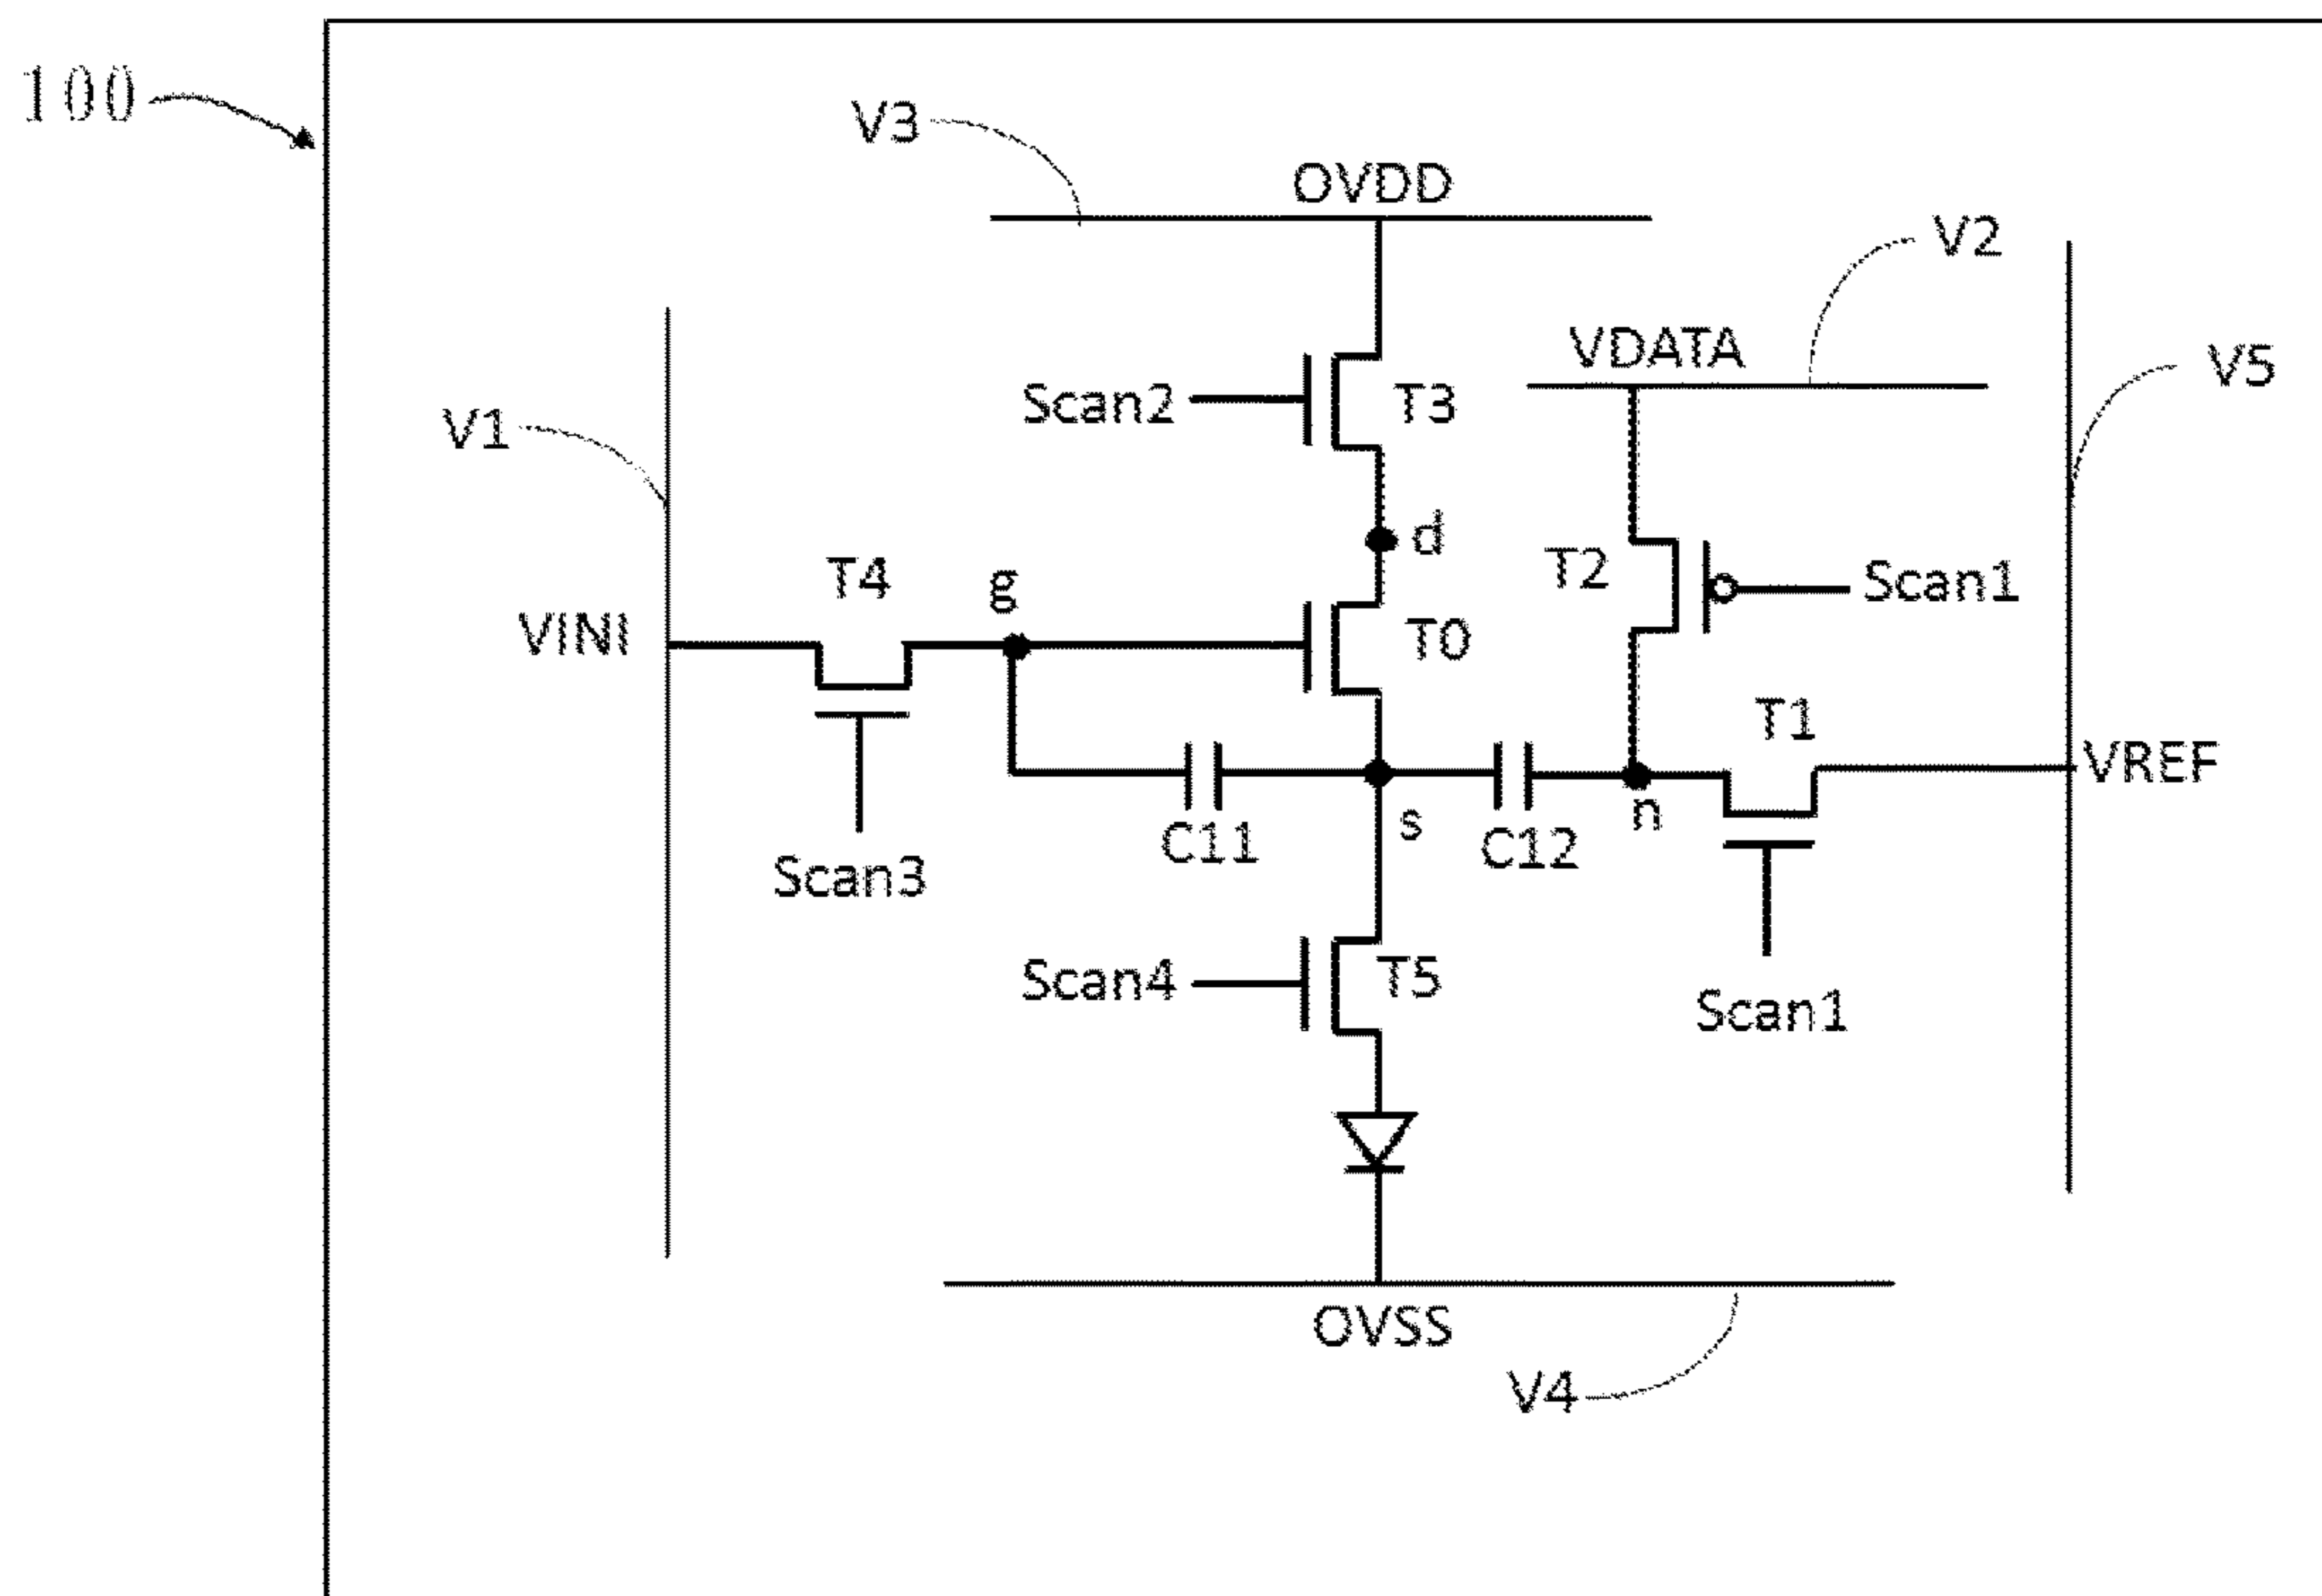 100
V3
OVDD
V2
VDATA
V5
Scan2
T3
V1
d
T4
g
T2
Scan1
VINI
T0
T1
VREF
n
C11
s
C12
Scan3
Scan4
T5
Scan1
OVSS
V4